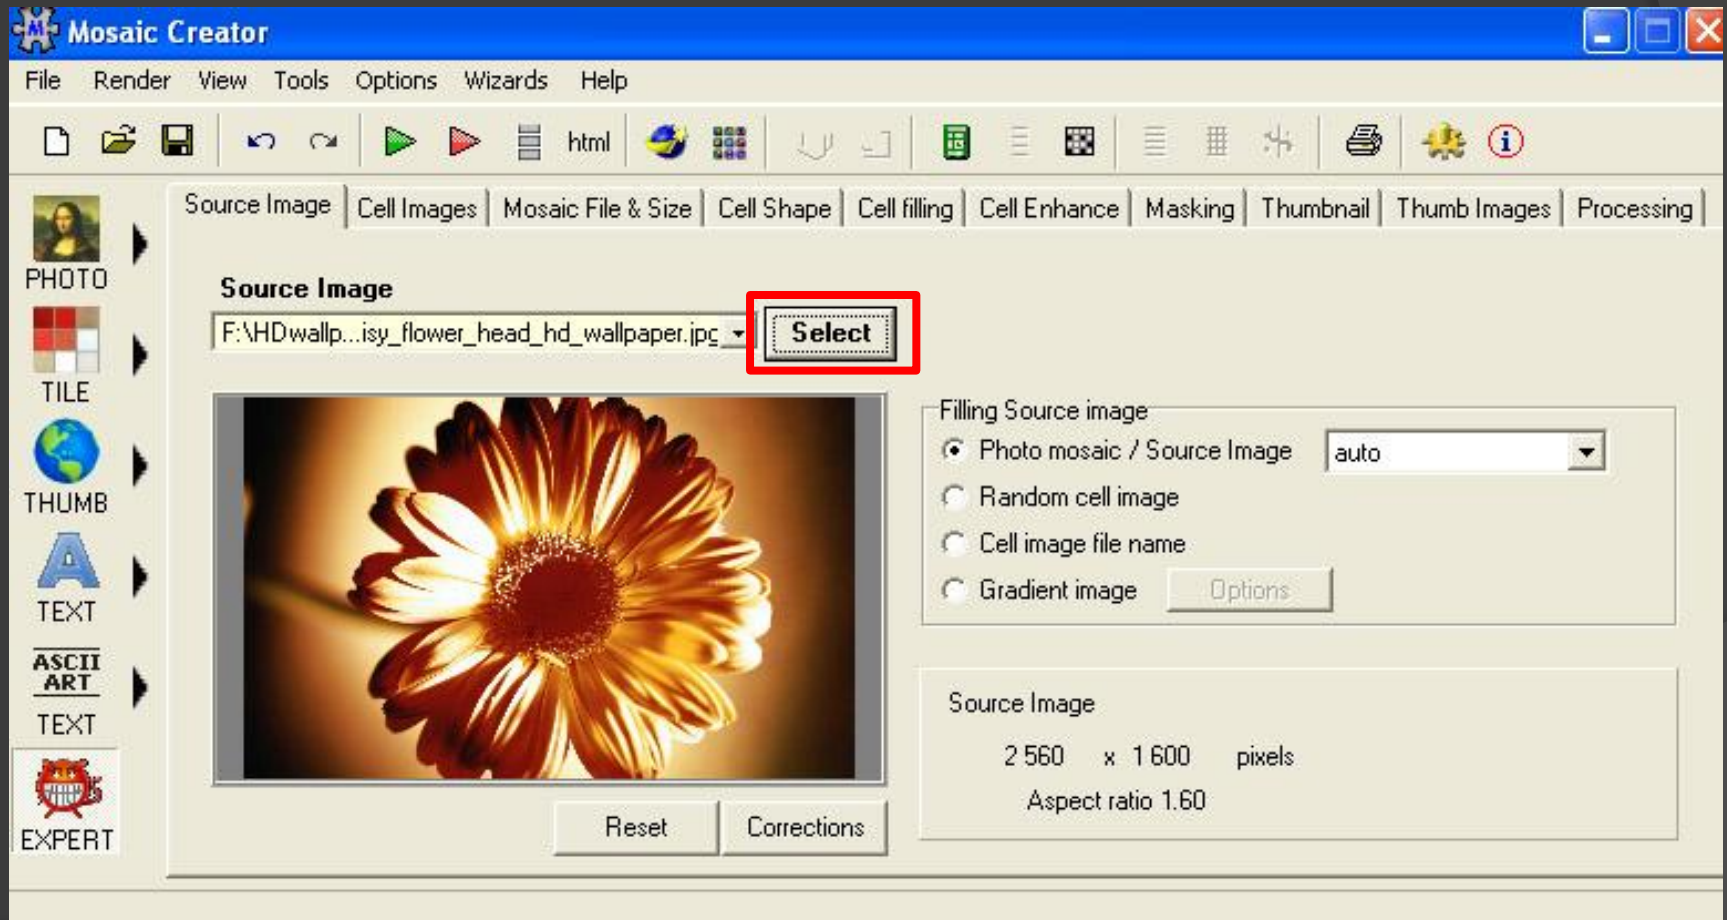 Mosaic Creator
File Render View Tools Options Wizards Help
html
Source Image Cell Images Mosaic File & Size Cell Shape Cell filling Cell Enhance Masking Thumbnail Thumb Images Processing
PHOTO
TILE
THUMB
TEXT
ASCII
ART
TEXT
EXPERT
Source Image
F:\HDwallp...isy_flower_head_hd_wallpaper.jpg Select
Reset Corrections
Filling Source image
Photo mosaic / Source Image auto
Random cell image
Cell image file name
Gradient image Options
Source Image
2 560 x 1 600 pixels
Aspect ratio 1.60